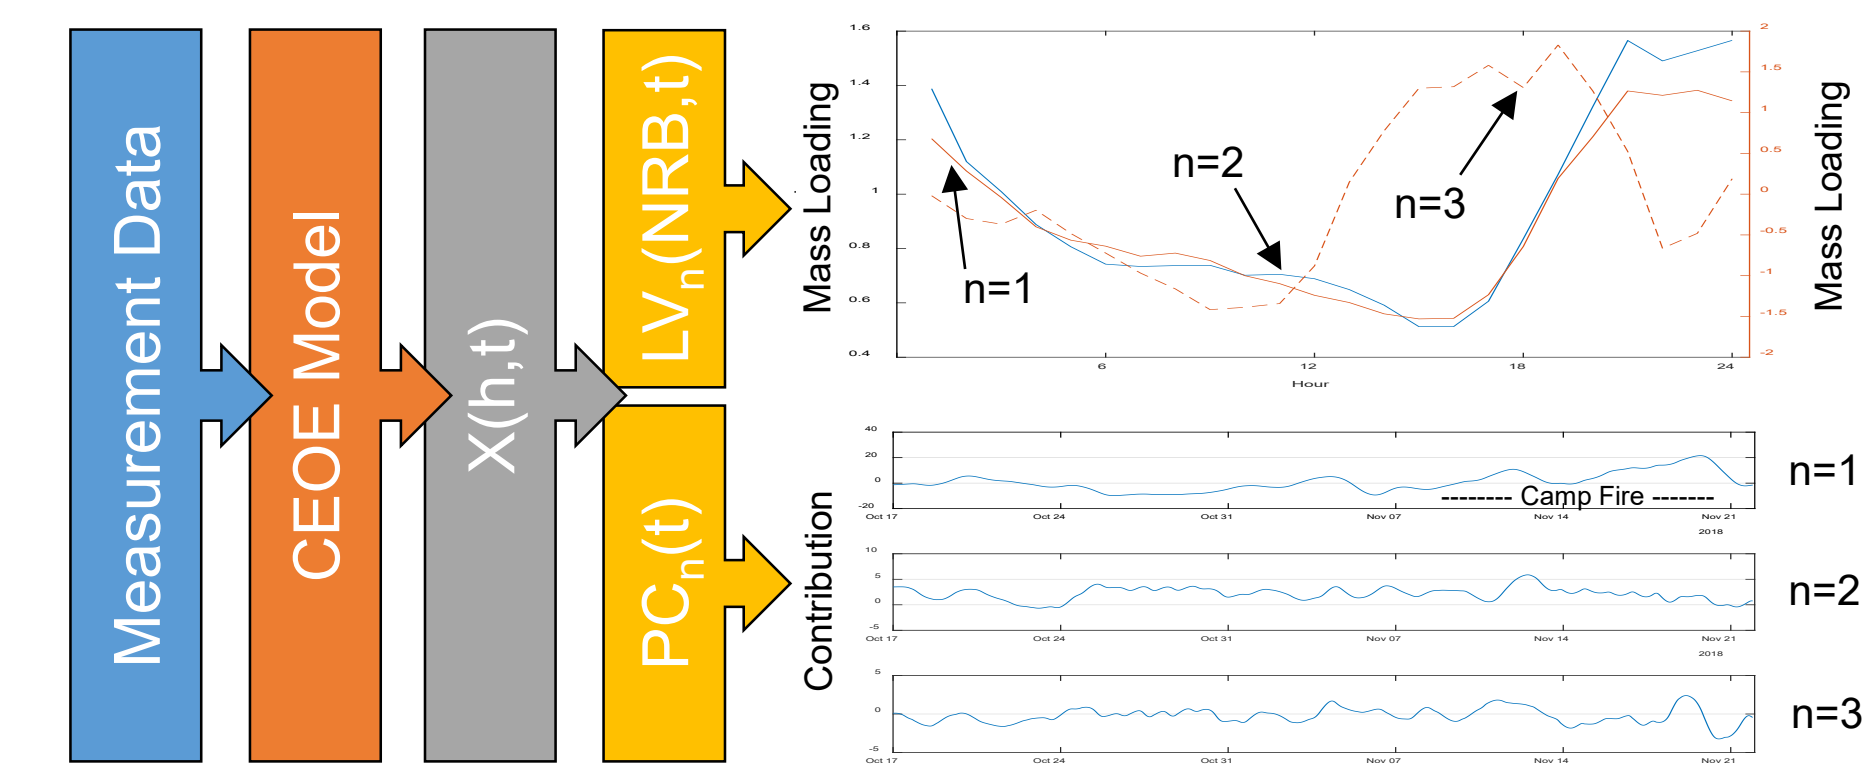 Measurement Data
CEOE Model
X(h,t)
LVn(NRB,t)
PCn(t)
Mass Loading
1.6
1.4
1.2
1
0.8
0.6
0.4
6
12
18
24
Hour
2
1.5
1
0.5
0
-0.5
-1
-1.5
-2
Mass Loading
n=1
n=2
n=3
Contribution
40
20
0
-20
Camp Fire
Oct 17
Oct 24
Oct 31
Nov 07
Nov 14
Nov 21
2018
n=1
10
5
0
-5
Oct 17
Oct 24
Oct 31
Nov 07
Nov 14
Nov 21
2018
n=2
5
0
-5
Oct 17
Oct 24
Oct 31
Nov 07
Nov 14
Nov 21
n=3